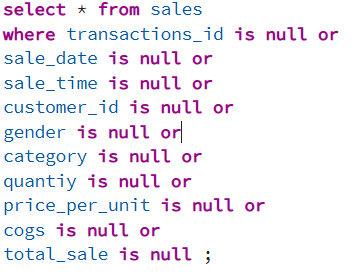 select * from sales
where transactions_id is null or
sale_date is null or
sale_time is null or
customer_id is null or
gender is null or
category is null or
quantiy is null or
price_per_unit is null or
cogs is null or
total_sale is null ;